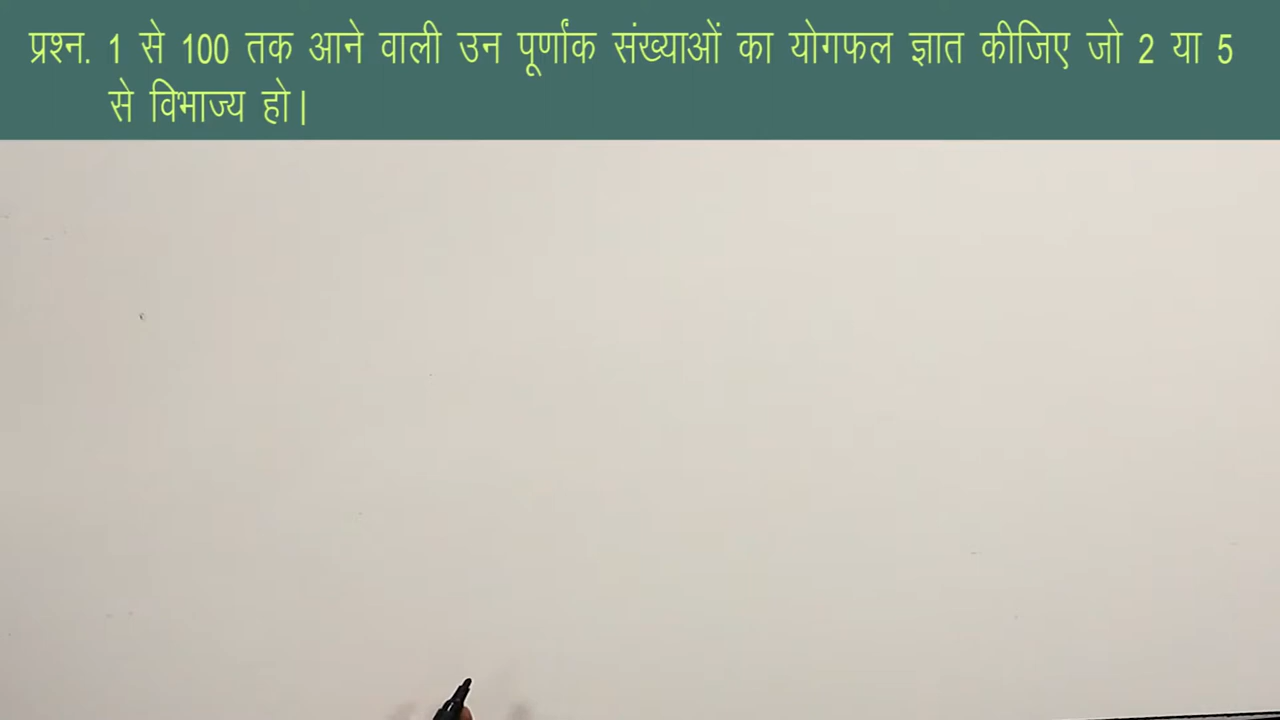 प्रश्न. 1 से 100 तक आने वाली उन पूर्णांक संख्याओं का योगफल ज्ञात कीजिए जो 2 या 5
से विभाज्य हो|